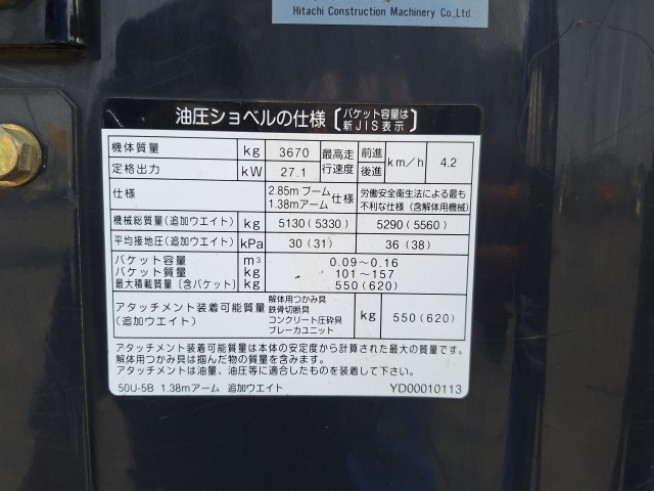 Hitachi Construction Machinery Co.,Ltd.
油圧ショベルの仕様 [バケット容量は新JIS表示]
機体質量 kg 3670 最高走行速度 前進 後進 km/h 4.2
定格出力 kW 27.1
仕様 2.85m ブーム 1.38mアーム 仕様 労働安全衛生法による最も不利な仕様 (含解体用機械)
機械総質量(追加ウエイト) kg 5130(5330) 5290(5560)
平均接地圧(追加ウエイト) kPa 30(31) 36(38)
バケット容量 m³ 0.09~0.16
バケット質量 kg 101~157
最大積載質量(含バケット) kg 550(620)
アタッチメント装着可能質量(追加ウエイト) 解体用つかみ具 鉄骨切断具 コンクリート圧砕具 ブレーカユニット kg 550(620)
アタッチメント装着可能質量は本体の安定度から計算された最大の質量です。
解体用つかみ具は掴んだ物の質量を含みます。
アタッチメントは油量、油圧等に適合したものを装着して下さい。
50U-5B 1.38mアーム 追加ウエイト YD00010113